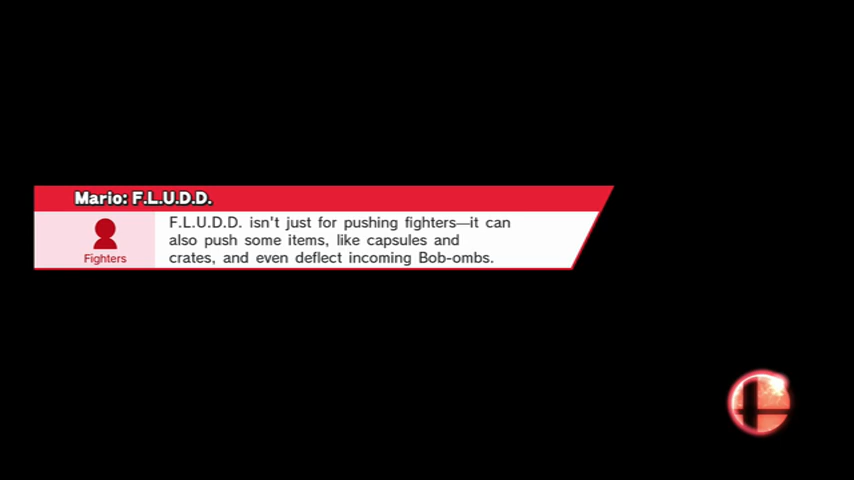 Mario: F.L.U.D.D.
Fighters
F.L.U.D.D. isn't just for pushing fighters—it can
also push some items, like capsules and
crates, and even deflect incoming Bob-ombs.